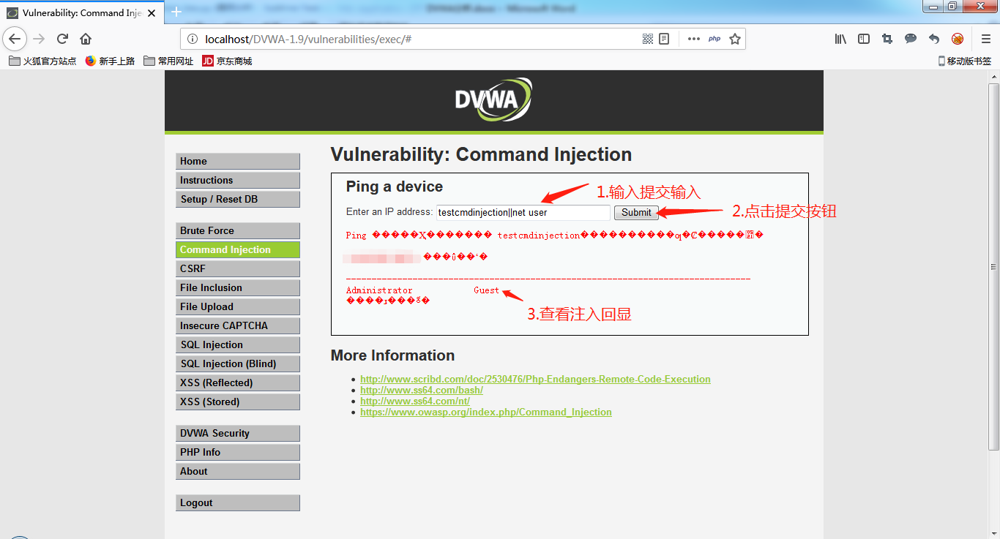 Vulnerability: Command Inje
localhost/DVWA-1.9/vulnerabilities/exec/#
php
火狐官方站点 新手上路 常用网址 JD 京东商城 移动版书签
DVWA
Home
Instructions
Setup / Reset DB
Brute Force
Command Injection
CSRF
File Inclusion
File Upload
Insecure CAPTCHA
SQL Injection
SQL Injection (Blind)
XSS (Reflected)
XSS (Stored)
DVWA Security
PHP Info
About
Logout
Vulnerability: Command Injection
Ping a device
1.输入提交输入
Enter an IP address: testcmdinjection||net user Submit
2.点击提交按钮
Ping testcmdinjection
Administrator Guest
3.查看注入回显
More Information
http://www.scribd.com/doc/2530476/Php-Endangers-Remote-Code-Execution
http://www.ss64.com/bash/
http://www.ss64.com/nt/
https://www.owasp.org/index.php/Command_Injection